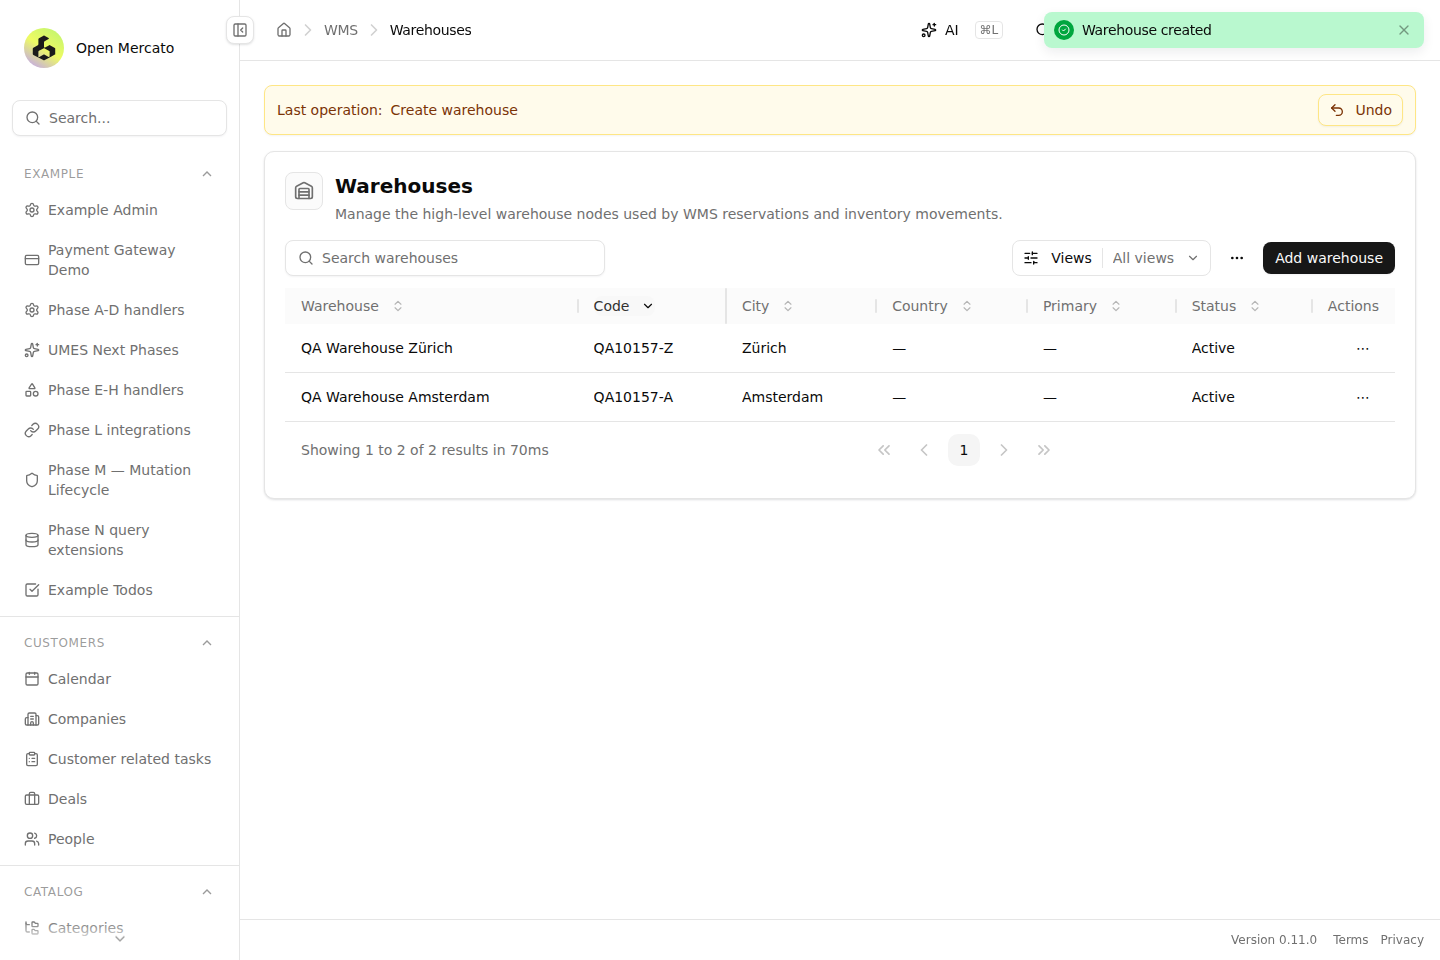 Open Mercato
Search...
EXAMPLE
Example Admin
Payment Gateway
Demo
Phase A-D handlers
UMES Next Phases
Phase E-H handlers
Phase L integrations
Phase M — Mutation
Lifecycle
Phase N query
extensions
Example Todos
CUSTOMERS
Calendar
Companies
Customer related tasks
Deals
People
CATALOG
Categories
WMS
Warehouses
AI
⌘L
Warehouse created
Last operation: Create warehouse
Undo
Warehouses
Manage the high-level warehouse nodes used by WMS reservations and inventory movements.
Search warehouses
Views
All views
Add warehouse
Warehouse Code City Country Primary Status Actions
QA Warehouse Zürich QA10157-Z Zürich — — Active ...
QA Warehouse Amsterdam QA10157-A Amsterdam — — Active ...
Showing 1 to 2 of 2 results in 70ms
1
Version 0.11.0 Terms Privacy